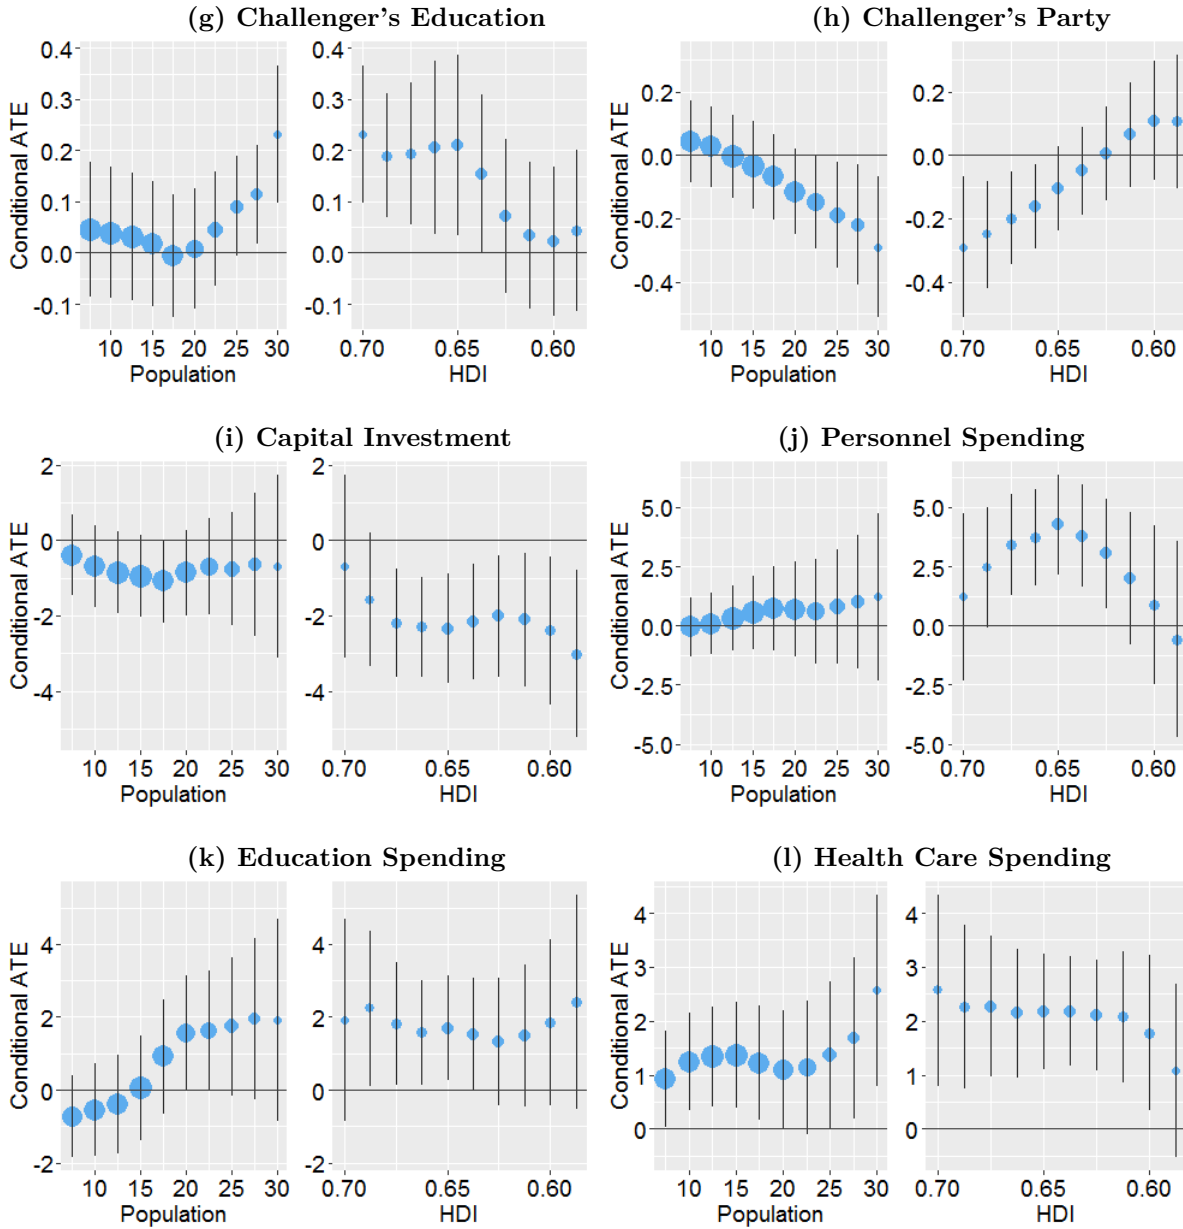 (g) Challenger's Education
(h) Challenger's Party
Conditional ATE
0.4
0.3
0.2
0.1
0.0
-0.1
10 15 20 25 30
Population
0.4
0.3
0.2
0.1
0.0
-0.1
0.70 0.65 0.60
HDI
Conditional ATE
0.2
0.0
-0.2
-0.4
10 15 20 25 30
Population
0.2
0.0
-0.2
-0.4
0.70 0.65 0.60
HDI
(i) Capital Investment
(j) Personnel Spending
Conditional ATE
2
0
-2
-4
10 15 20 25 30
Population
2
0
-2
-4
0.70 0.65 0.60
HDI
Conditional ATE
5.0
2.5
0.0
-2.5
-5.0
10 15 20 25 30
Population
5.0
2.5
0.0
-2.5
-5.0
0.70 0.65 0.60
HDI
(k) Education Spending
(l) Health Care Spending
Conditional ATE
4
2
0
-2
10 15 20 25 30
Population
4
2
0
-2
0.70 0.65 0.60
HDI
Conditional ATE
4
3
2
1
0
10 15 20 25 30
Population
4
3
2
1
0
0.70 0.65 0.60
HDI